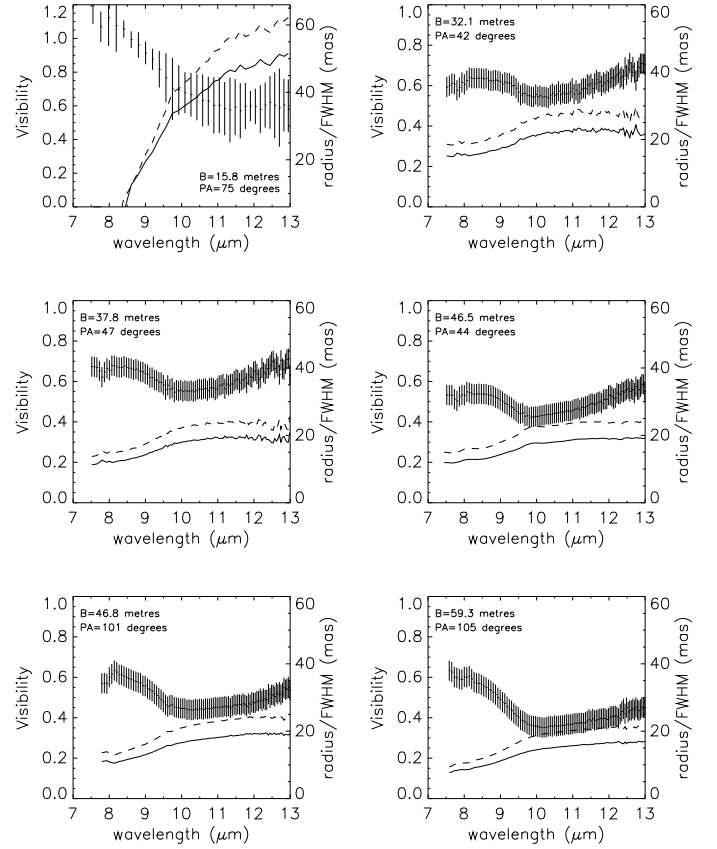 1.2
1.0
0.8
0.6
0.4
0.2
0.0
Visibility
60
40
20
radius/FWHM (mas)
B=15.8 metres
PA=75 degrees
7 8 9 10 11 12 13
wavelength (μm)
1.0
0.8
0.6
0.4
0.2
0.0
Visibility
60
40
20
0
radius/FWHM (mas)
B=32.1 metres
PA=42 degrees
7 8 9 10 11 12 13
wavelength (μm)
1.0
0.8
0.6
0.4
0.2
0.0
Visibility
60
40
20
0
radius/FWHM (mas)
B=37.8 metres
PA=47 degrees
7 8 9 10 11 12 13
wavelength (μm)
1.0
0.8
0.6
0.4
0.2
0.0
Visibility
60
40
20
0
radius/FWHM (mas)
B=46.5 metres
PA=44 degrees
7 8 9 10 11 12 13
wavelength (μm)
1.0
0.8
0.6
0.4
0.2
0.0
Visibility
60
40
20
0
radius/FWHM (mas)
B=46.8 metres
PA=101 degrees
7 8 9 10 11 12 13
wavelength (μm)
1.0
0.8
0.6
0.4
0.2
0.0
Visibility
60
40
20
0
radius/FWHM (mas)
B=59.3 metres
PA=105 degrees
7 8 9 10 11 12 13
wavelength (μm)